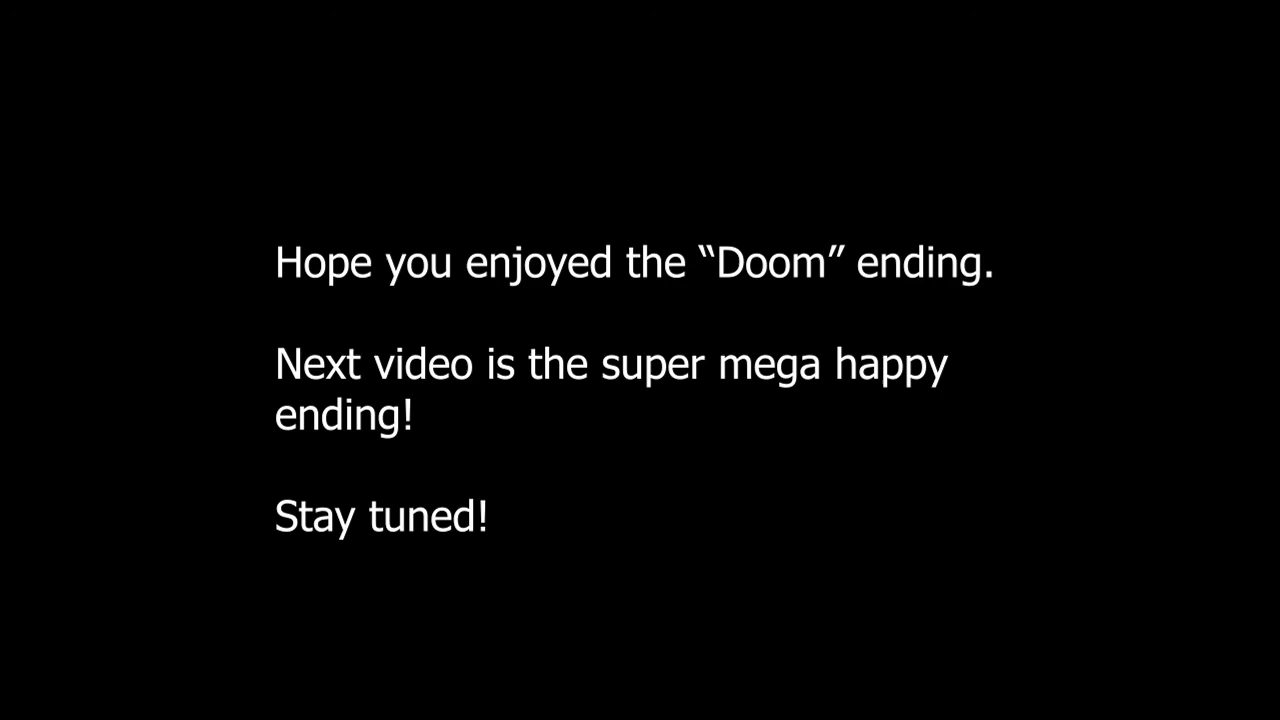 Hope you enjoyed the “Doom” ending.
Next video is the super mega happy
ending!
Stay tuned!